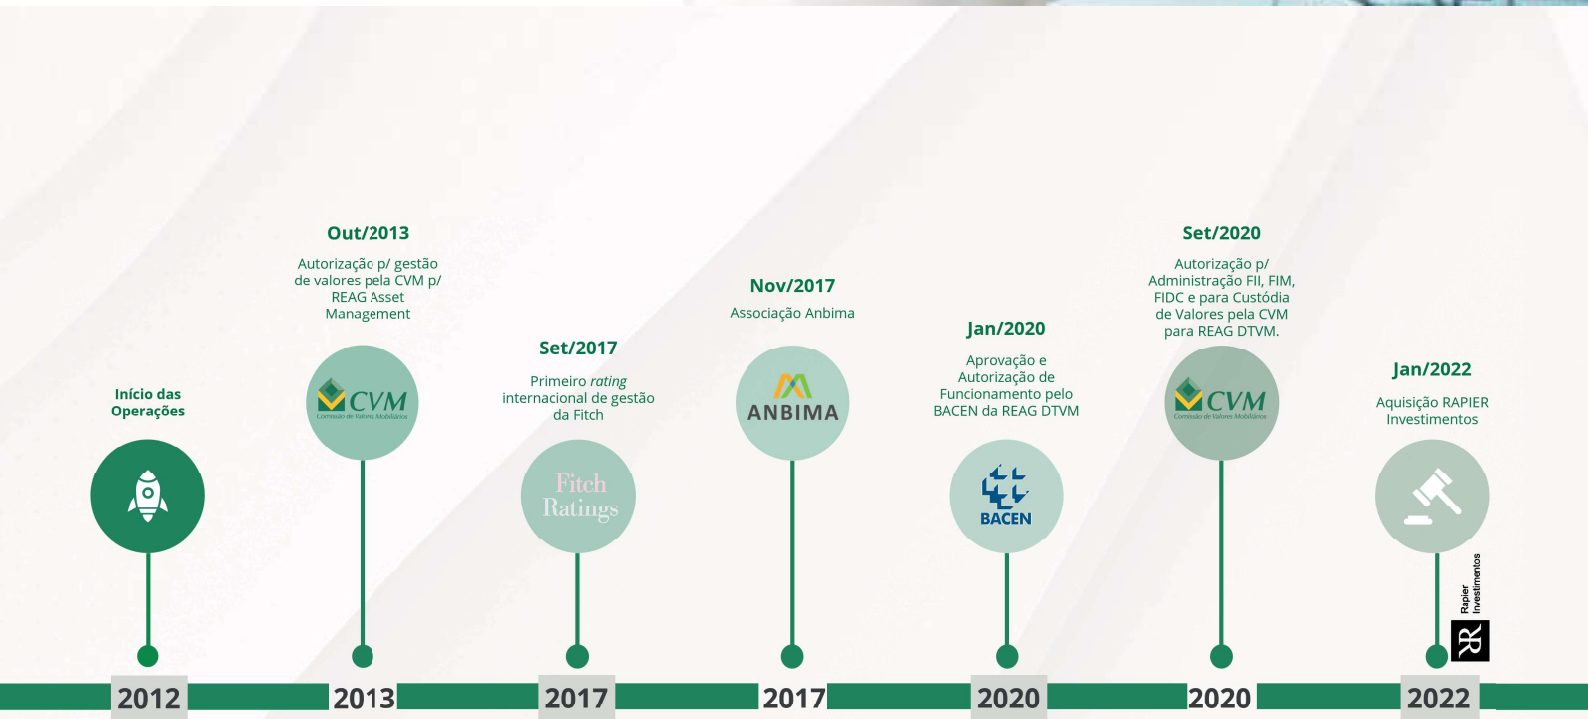 Início das
Operações
2012
Out/2013
Autorização p/ gestão
de valores pela CVM p/
REAG Asset
Management
CVM
Comissão de Valores Mobiliários
2013
Set/2017
Primeiro rating
internacional de gestão
da Fitch
Fitch
Ratings
2017
Nov/2017
Associação Anbima
ANBIMA
2017
Jan/2020
Aprovação e
Autorização de
Funcionamento pelo
BACEN da REAG DTVM
BACEN
2020
Set/2020
Autorização p/
Administração FII, FIM,
FIDC e para Custódia
de Valores pela CVM
para REAG DTVM.
CVM
Comissão de Valores Mobiliários
2020
Jan/2022
Aquisição RAPIER
Investimentos
Rapier
Investimentos
2022